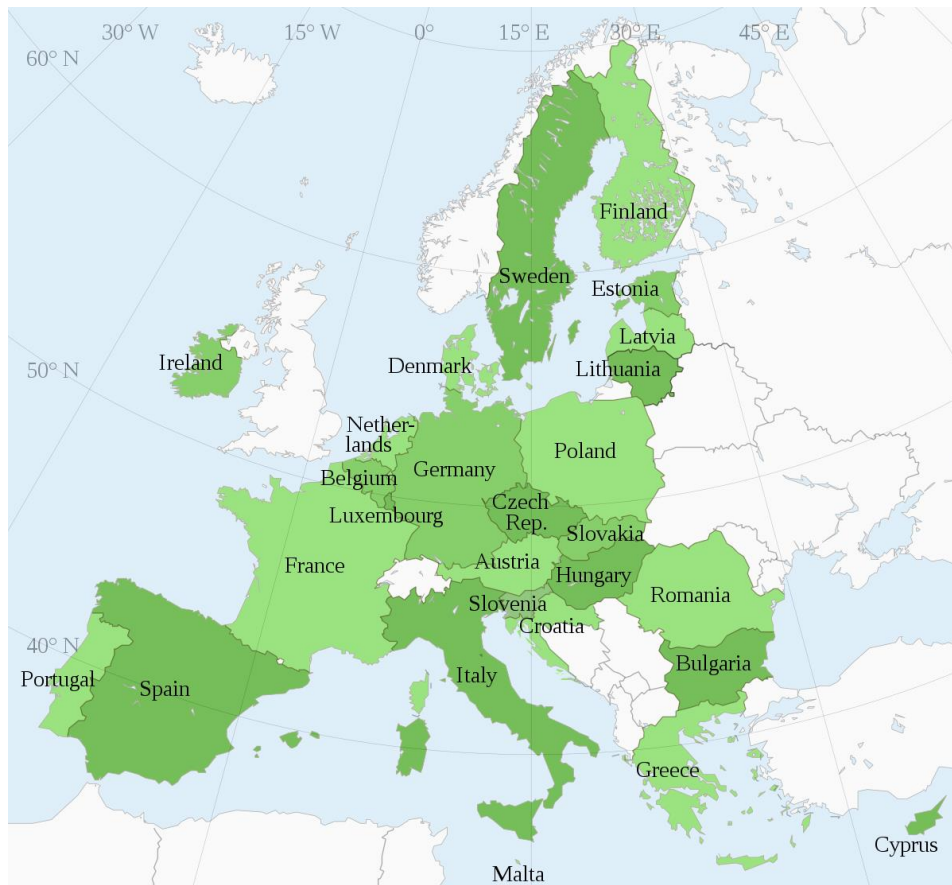 30° W
15° W
0°
15° E
30° E
45° E
60° N
Finland
Sweden
Estonia
Latvia
Ireland
Denmark
Lithuania
50° N
Nether-
lands
Poland
Germany
Belgium
Czech
Rep.
Luxembourg
Slovakia
Austria
France
Hungary
Romania
Slovenia
Croatia
40° N
Bulgaria
Italy
Portugal
Spain
Greece
Cyprus
Malta